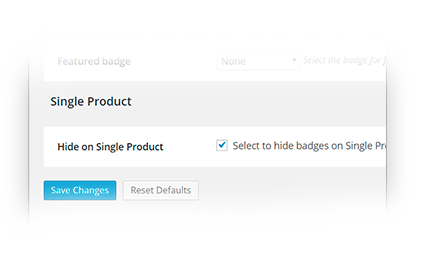 Featured badge
None
Select the badge for
Single Product
Hide on Single Product
Select to hide badges on Single
Save Changes
Reset Defaults